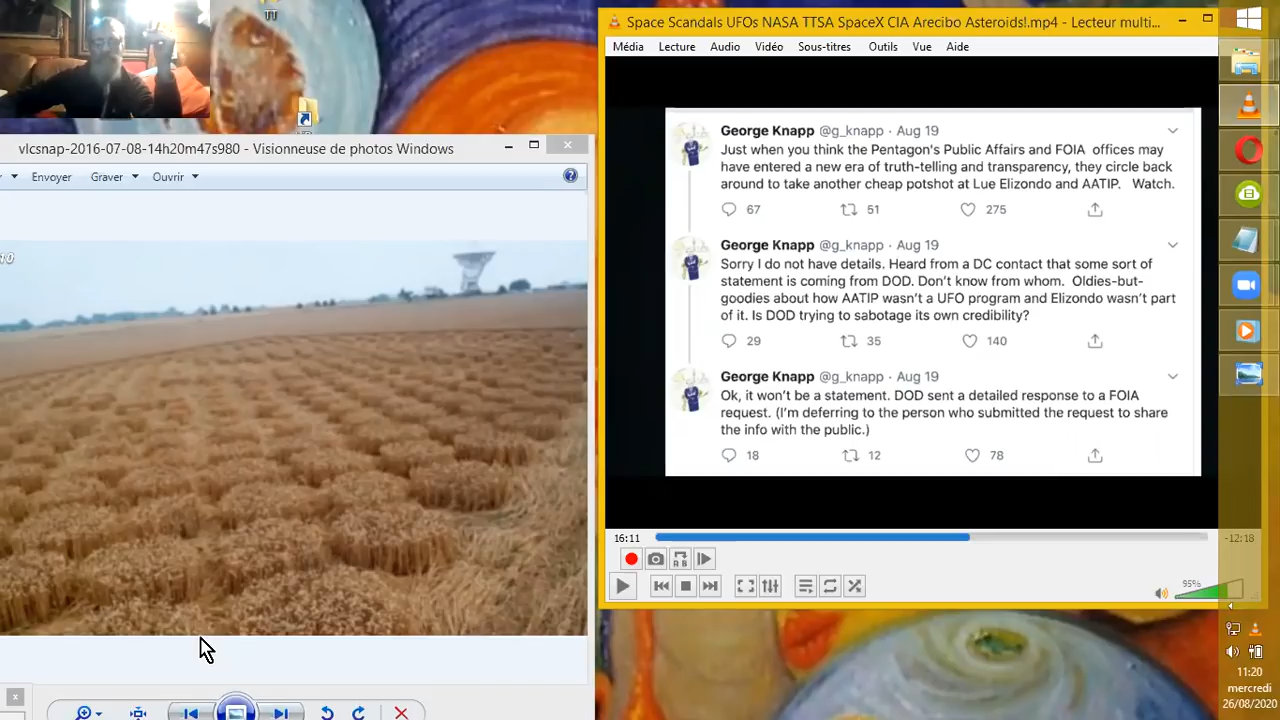 TT
vlcsnap-2016-07-08-14h20m47s980 - Visionneuse de photos Windows
Envoyer Graver Ouvrir
10
Space Scandals UFOs NASA TTSA SpaceX CIA Arecibo Asteroids!.mp4 - Lecteur multi...
Média Lecture Audio Vidéo Sous-titres Outils Vue Aide
George Knapp @g_knapp · Aug 19
Just when you think the Pentagon's Public Affairs and FOIA offices may
have entered a new era of truth-telling and transparency, they circle back
around to take another cheap potshot at Lue Elizondo and AATIP. Watch.
67 51 275
George Knapp @g_knapp · Aug 19
Sorry I do not have details. Heard from a DC contact that some sort of
statement is coming from DOD. Don't know from whom. Oldies-but-
goodies about how AATIP wasn't a UFO program and Elizondo wasn't part
of it. Is DOD trying to sabotage its own credibility?
29 35 140
George Knapp @g_knapp · Aug 19
Ok, it won't be a statement. DOD sent a detailed response to a FOIA
request. (I'm deferring to the person who submitted the request to share
the info with the public.)
18 12 78
16:11 -12:18
95%
11:20
mercredi
26/08/2020